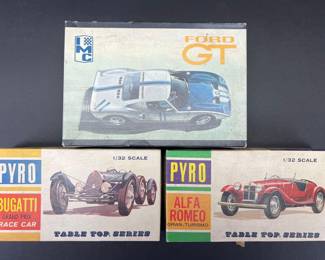 IMC
FORD
GT
PYRO
1/32 SCALE
BUGATTI
GRAND PRIX
RACE CAR
TABLE TOP SERIES
PYRO
1/32 SCALE
ALFA
ROMEO
GRAN TURISMO
TABLE TOP SERIES